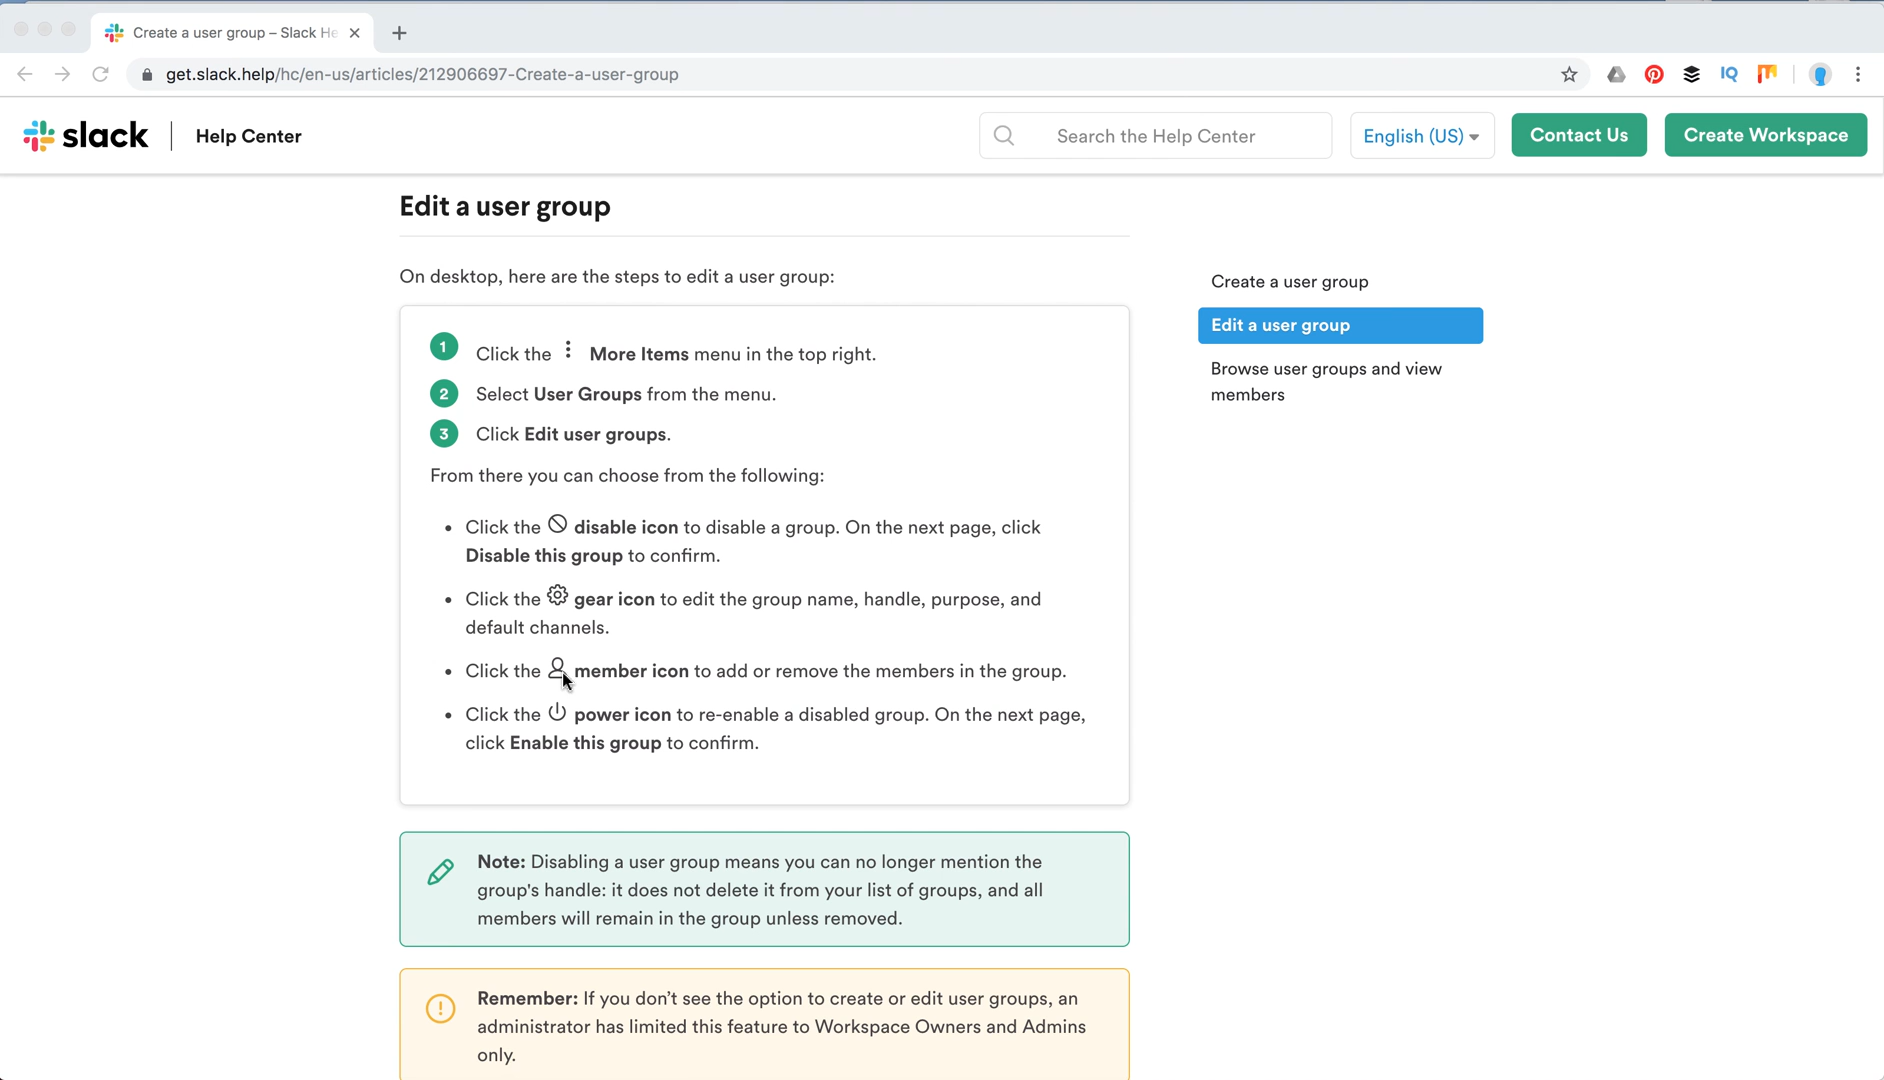 Create a user group – Slack He
get.slack.help/hc/en-us/articles/212906697-Create-a-user-group
IQ
slack
Help Center
Search the Help Center
English (US)
Contact Us
Create Workspace
Edit a user group
On desktop, here are the steps to edit a user group:
1 Click the More Items menu in the top right.
2 Select User Groups from the menu.
3 Click Edit user groups.
From there you can choose from the following:
• Click the disable icon to disable a group. On the next page, click
Disable this group to confirm.
• Click the gear icon to edit the group name, handle, purpose, and
default channels.
• Click the member icon to add or remove the members in the group.
• Click the power icon to re-enable a disabled group. On the next page,
click Enable this group to confirm.
Note: Disabling a user group means you can no longer mention the
group's handle: it does not delete it from your list of groups, and all
members will remain in the group unless removed.
Remember: If you don’t see the option to create or edit user groups, an
administrator has limited this feature to Workspace Owners and Admins
only.
Create a user group
Edit a user group
Browse user groups and view
members